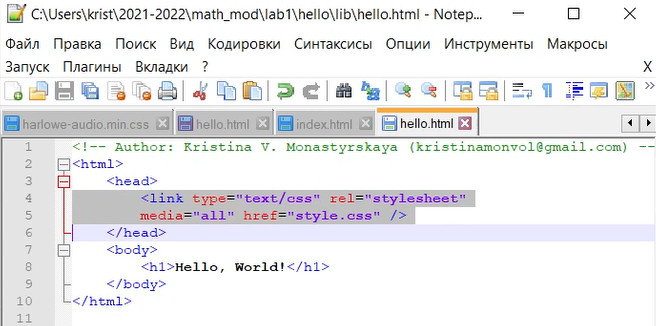 C:\Users\krist\2021-2022\math_mod\lab1\hello\lib\hello.html - Notep...
Файл Правка Поиск Вид Кодировки Синтаксисы Опции Инструменты Макросы
Запуск Плагины Вкладки ?
harlowe-audio.min.css hello.html index.html hello.html
1 <!-- Author: Kristina V. Monastyrskaya (kristinamonvol@gmail.com) --
2 <html>
3 <head>
4 <link type="text/css" rel="stylesheet"
5 media="all" href="style.css" />
6 </head>
7 <body>
8 <h1>Hello, World!</h1>
9 </body>
10 </html>
11